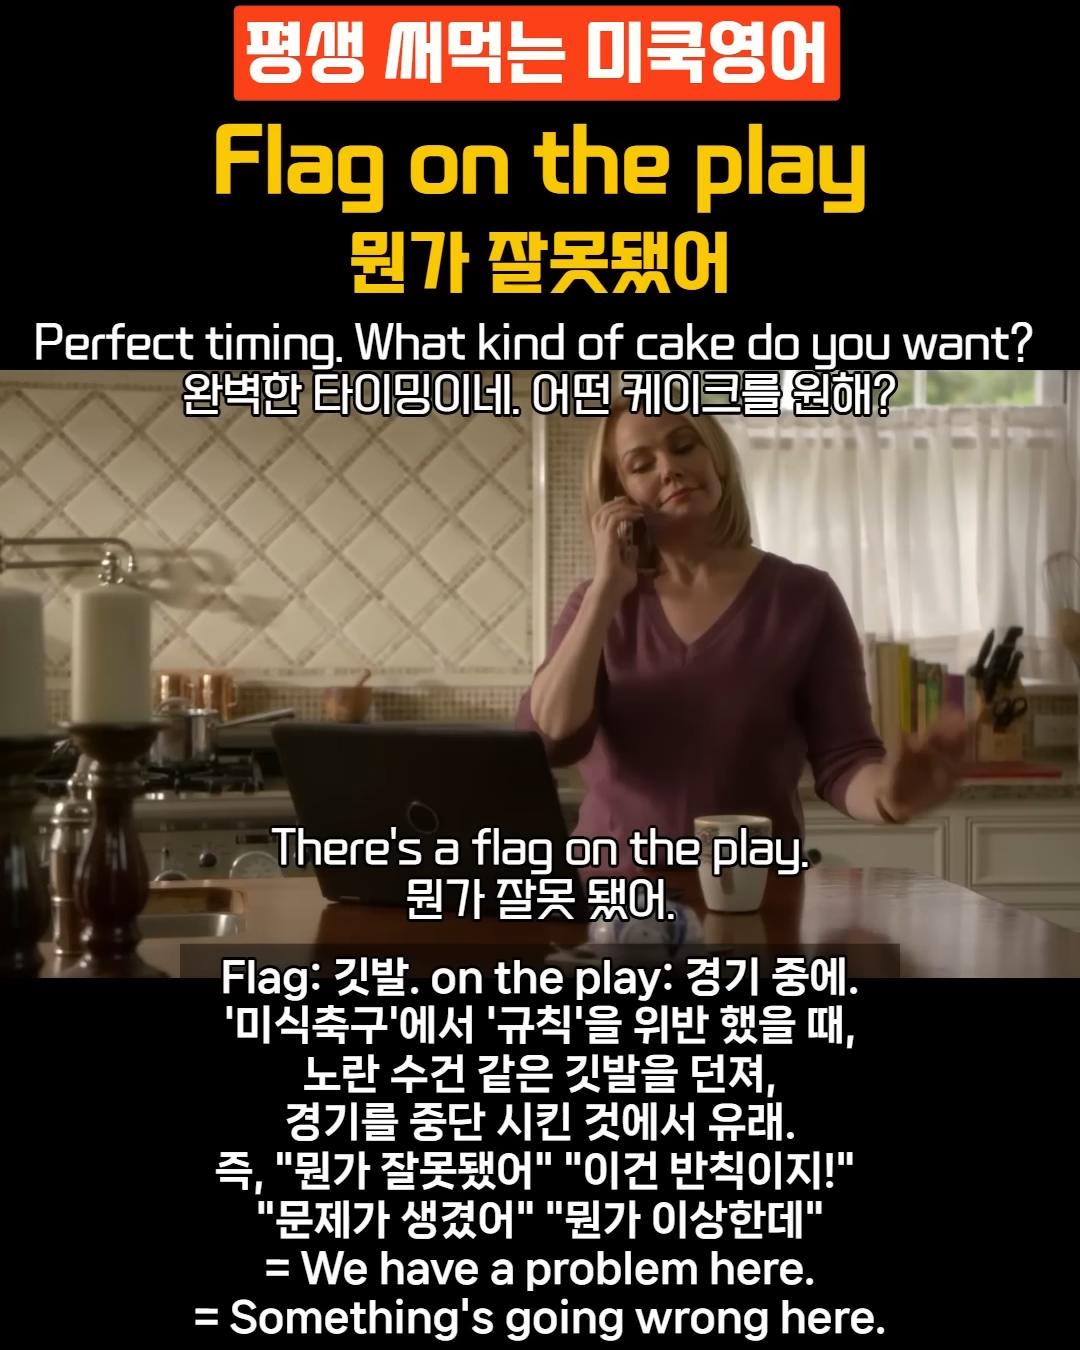 평생 써먹는 미쿡영어
Flag on the play
뭔가 잘못됐어
Perfect timing. What kind of cake do you want?
완벽한 타이밍이네. 어떤 케이크를 원해?
There's a flag on the play.
뭔가 잘못 됐어.
Flag: 깃발. on the play: 경기 중에.
'미식축구'에서 '규칙'을 위반 했을 때,
노란 수건 같은 깃발을 던져,
경기를 중단 시킨 것에서 유래.
즉, "뭔가 잘못됐어" "이건 반칙이지!"
"문제가 생겼어" "뭔가 이상한데"
= We have a problem here.
= Something's going wrong here.